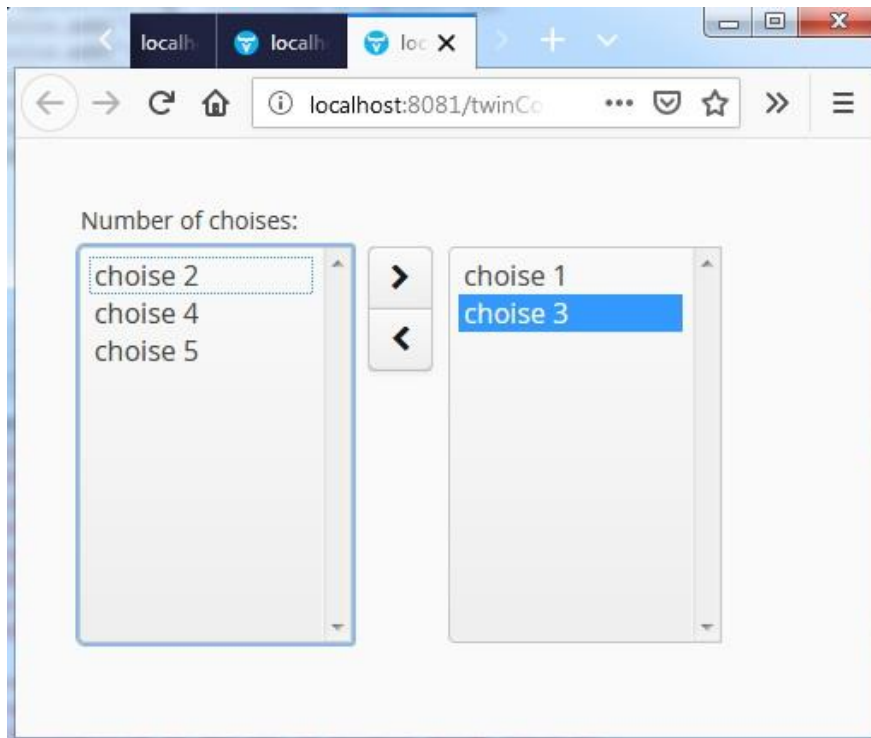 localh
localh
loc
localhost:8081/twinCo
Number of choises:
choise 2
choise 4
choise 5
choise 1
choise 3